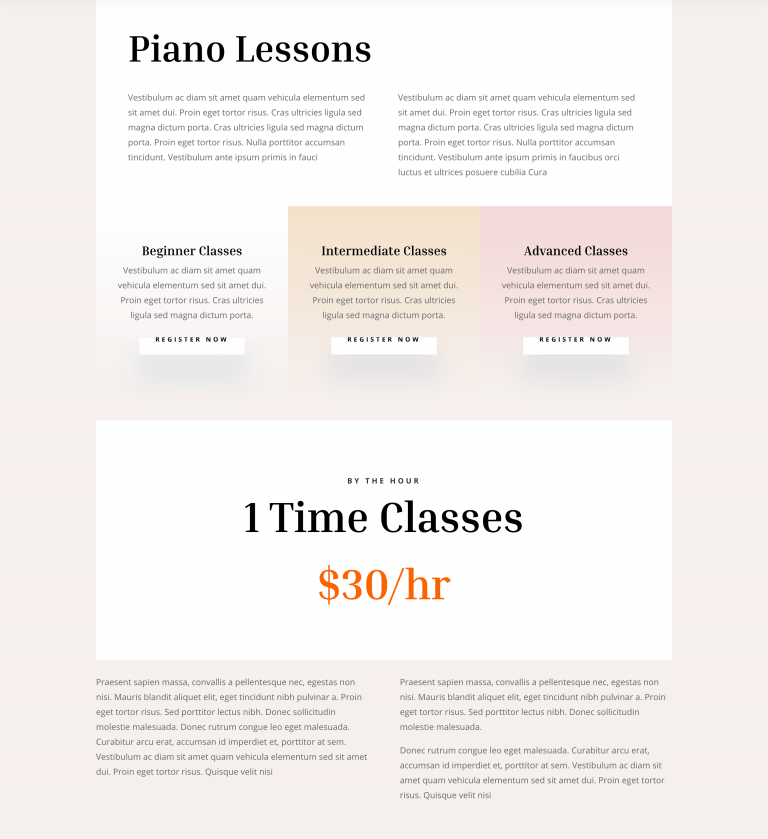 Piano Lessons
Vestibulum ac diam sit amet quam vehicula elementum sed
sit amet dui. Proin eget tortor risus. Cras ultricies ligula sed
magna dictum porta. Cras ultricies ligula sed magna dictum
porta. Proin eget tortor risus. Nulla porttitor accumsan
tincidunt. Vestibulum ante ipsum primis in fauci
Vestibulum ac diam sit amet quam vehicula elementum sed
sit amet dui. Proin eget tortor risus. Cras ultricies ligula sed
magna dictum porta. Cras ultricies ligula sed magna dictum
porta. Proin eget tortor risus. Nulla porttitor accumsan
tincidunt. Vestibulum ante ipsum primis in faucibus orci
luctus et ultrices posuere cubilia Cura
Beginner Classes
Vestibulum ac diam sit amet quam
vehicula elementum sed sit amet dui.
Proin eget tortor risus. Cras ultricies
ligula sed magna dictum porta.
REGISTER NOW
Intermediate Classes
Vestibulum ac diam sit amet quam
vehicula elementum sed sit amet dui.
Proin eget tortor risus. Cras ultricies
ligula sed magna dictum porta.
REGISTER NOW
Advanced Classes
Vestibulum ac diam sit amet quam
vehicula elementum sed sit amet dui.
Proin eget tortor risus. Cras ultricies
ligula sed magna dictum porta.
REGISTER NOW
BY THE HOUR
1 Time Classes
$30/hr
Praesent sapien massa, convallis a pellentesque nec, egestas non
nisi. Mauris blandit aliquet elit, eget tincidunt nibh pulvinar a. Proin
eget tortor risus. Sed porttitor lectus nibh. Donec sollicitudin
molestie malesuada. Donec rutrum congue leo eget malesuada.
Curabitur arcu erat, accumsan id imperdiet et, porttitor at sem.
Vestibulum ac diam sit amet quam vehicula elementum sed sit amet
dui. Proin eget tortor risus. Quisque velit nisi
Praesent sapien massa, convallis a pellentesque nec, egestas non
nisi. Mauris blandit aliquet elit, eget tincidunt nibh pulvinar a. Proin
eget tortor risus. Sed porttitor lectus nibh. Donec sollicitudin
molestie malesuada.
Donec rutrum congue leo eget malesuada. Curabitur arcu erat,
accumsan id imperdiet et, porttitor at sem. Vestibulum ac diam sit
amet quam vehicula elementum sed sit amet dui. Proin eget tortor
risus. Quisque velit nisi